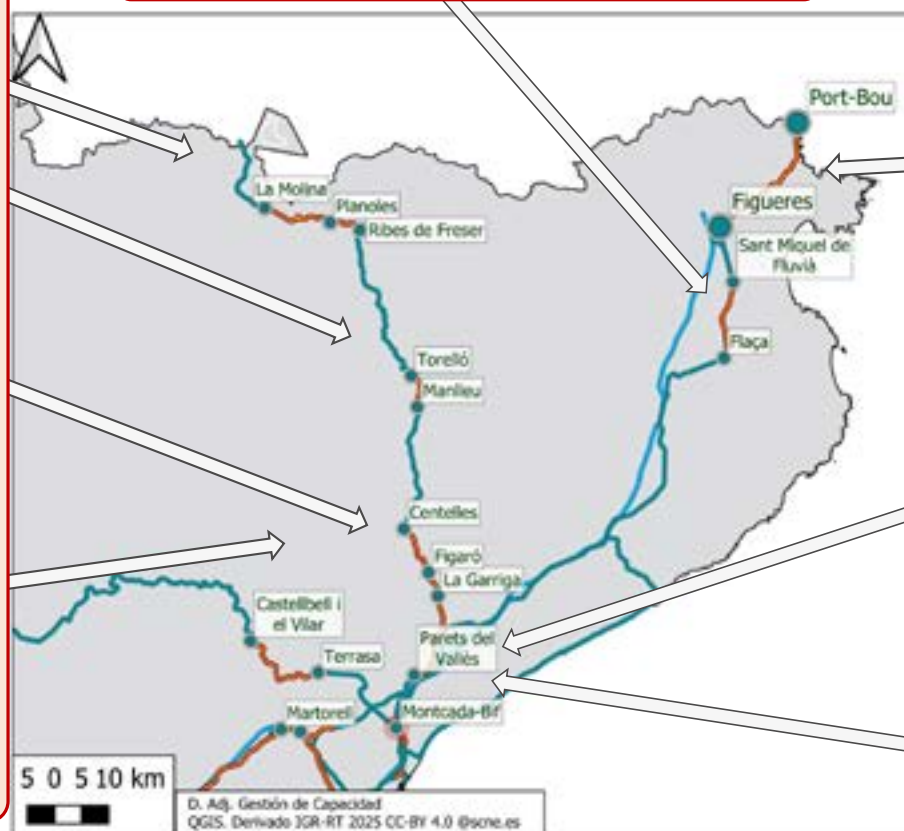 Port-Bou
La Molina
Planoles
Ribes de Freser
Figueres
Sant Miquel de
Fluvià
Flaça
Torelló
Manlleu
Centelles
Figaró
La Garriga
Castellbell i
el Vilar
Terrasa
Parets del
Vallès
Martorell
Montcada-Bif
5 0 5 10 km
D. Adj. Gestión de Capacidad
QGIS. Derivado IGR-RT 2025 CC-BY 4.0 @scne.es